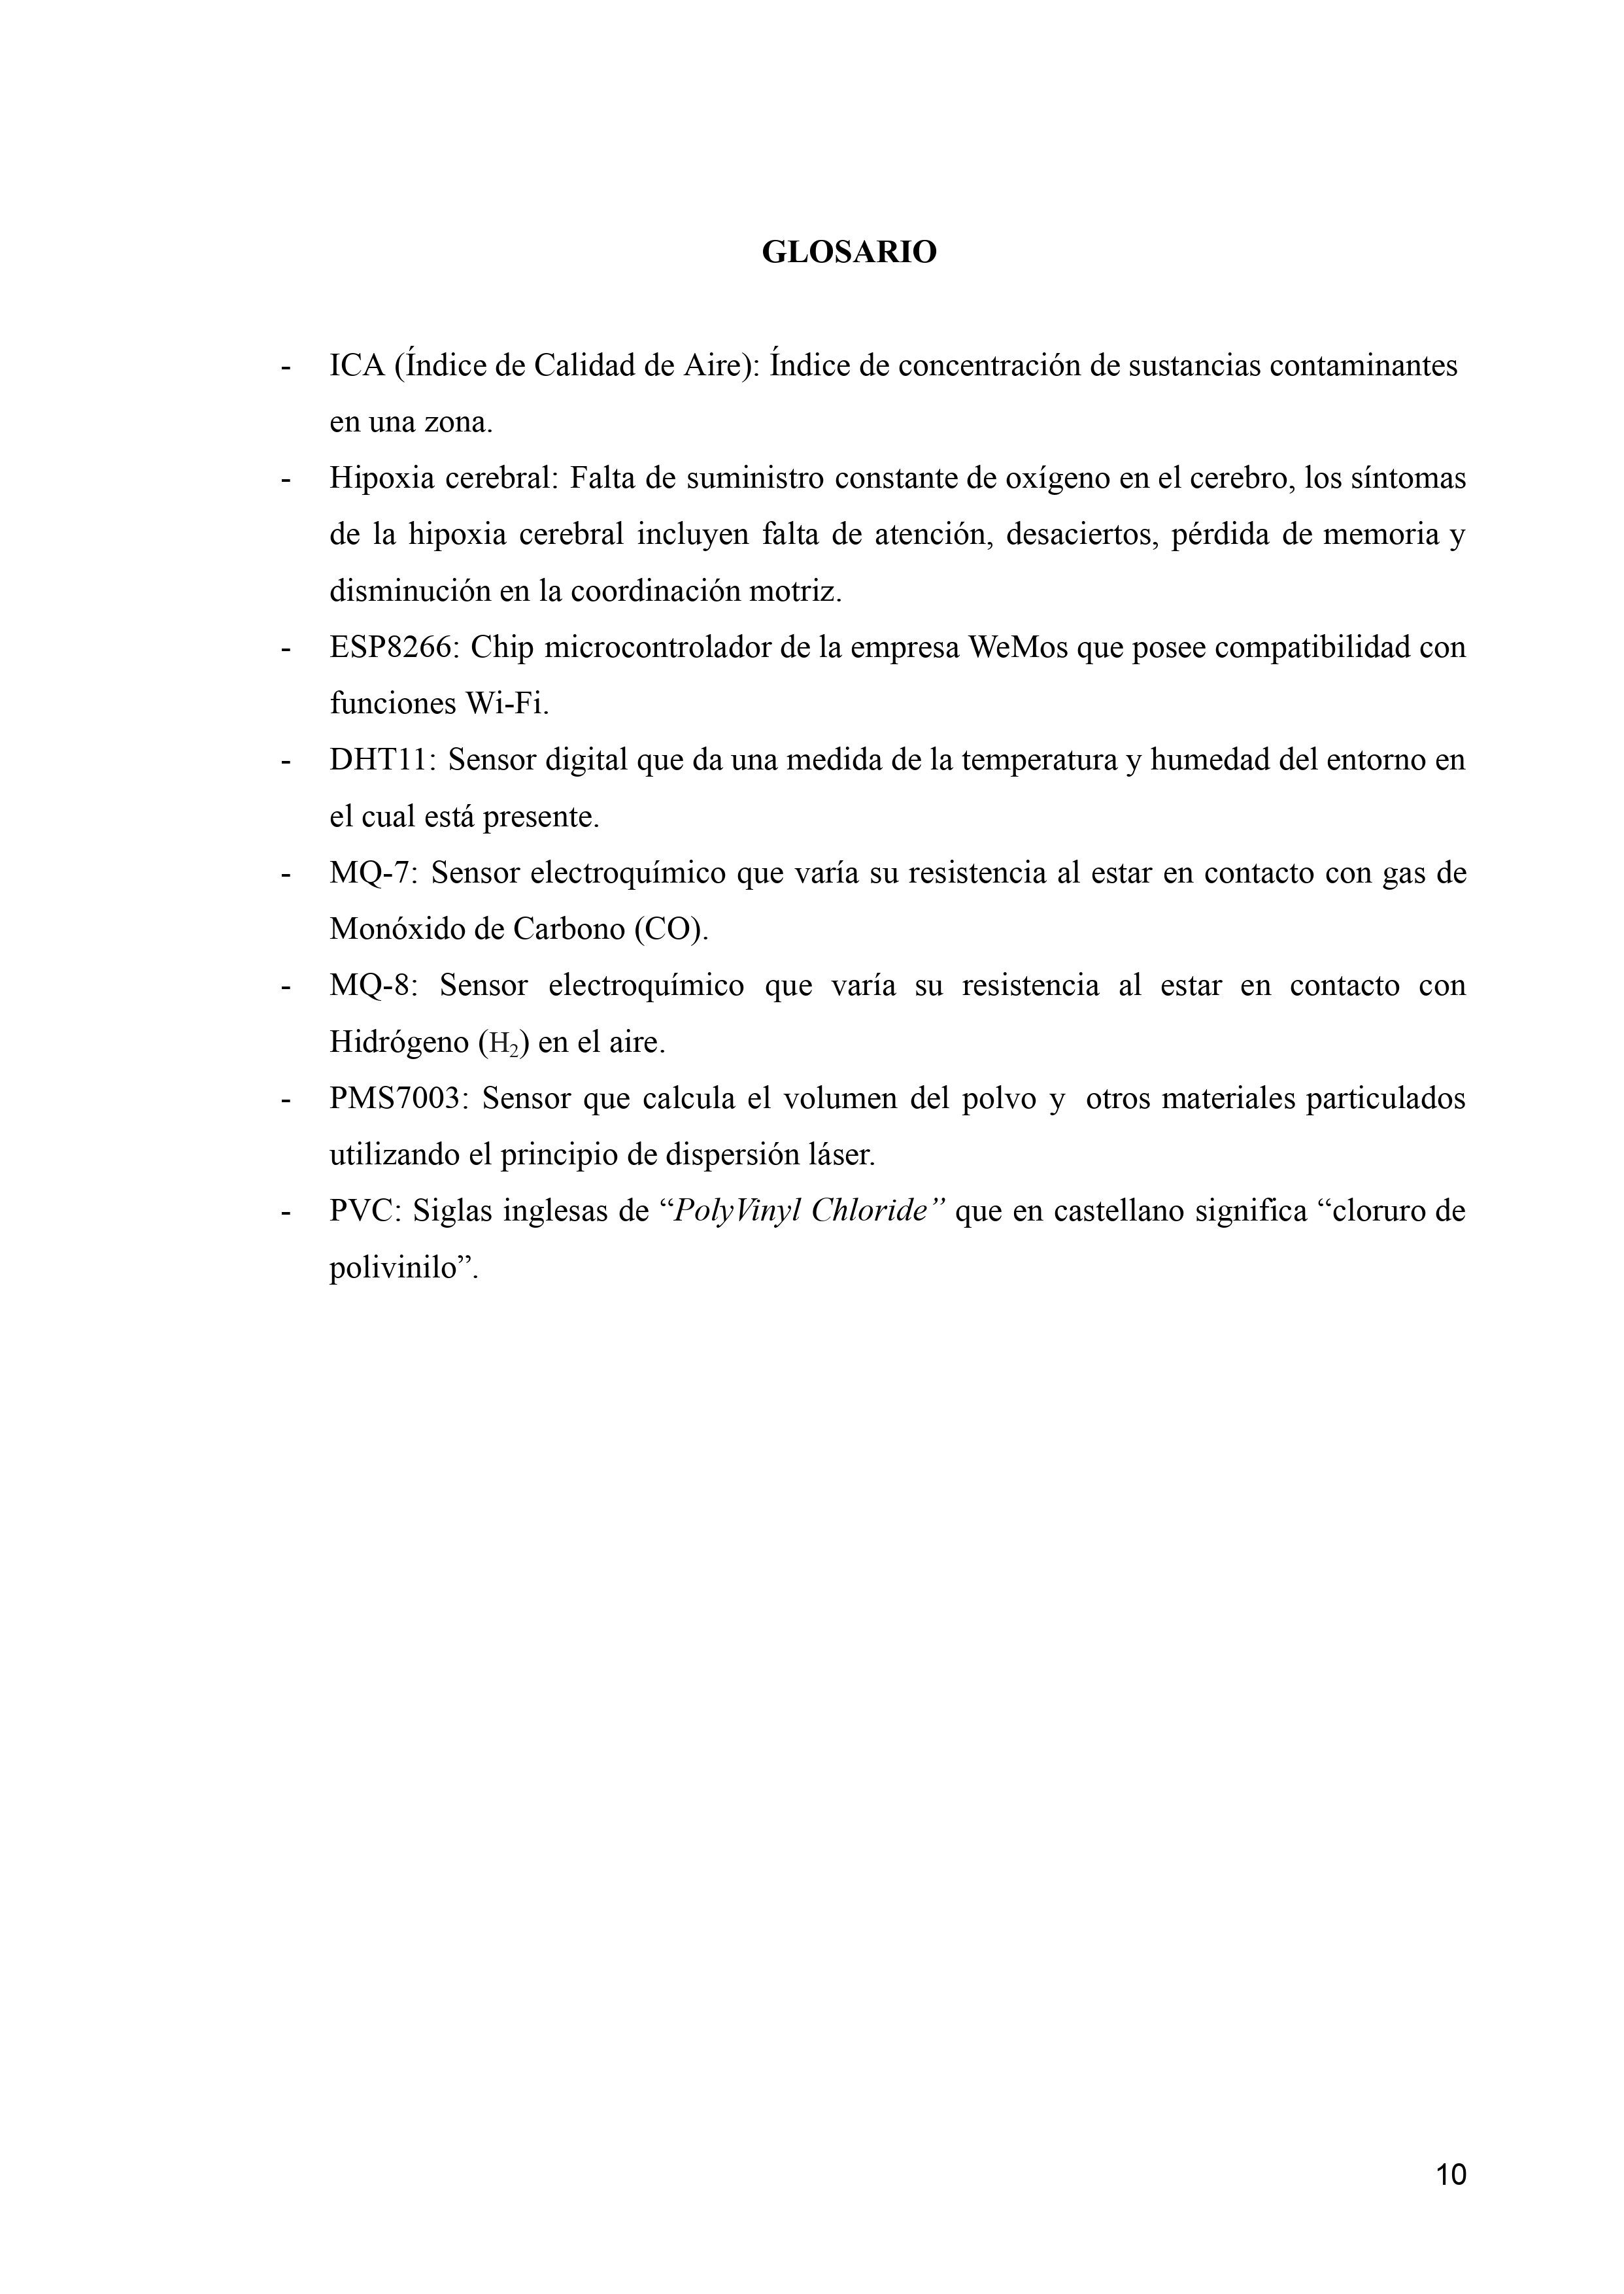 GLOSARIO
- ICA (Índice de Calidad de Aire): Índice de concentración de sustancias contaminantes
en una zona.
- Hipoxia cerebral: Falta de suministro constante de oxígeno en el cerebro, los síntomas
de la hipoxia cerebral incluyen falta de atención, desaciertos, pérdida de memoria y
disminución en la coordinación motriz.
- ESP8266: Chip microcontrolador de la empresa WeMos que posee compatibilidad con
funciones Wi-Fi.
- DHT11: Sensor digital que da una medida de la temperatura y humedad del entorno en
el cual está presente.
- MQ-7: Sensor electroquímico que varía su resistencia al estar en contacto con gas de
Monóxido de Carbono (CO).
- MQ-8: Sensor electroquímico que varía su resistencia al estar en contacto con
Hidrógeno (H₂) en el aire.
- PMS7003: Sensor que calcula el volumen del polvo y otros materiales particulados
utilizando el principio de dispersión láser.
- PVC: Siglas inglesas de “PolyVinyl Chloride” que en castellano significa “cloruro de
polivinilo”.
10